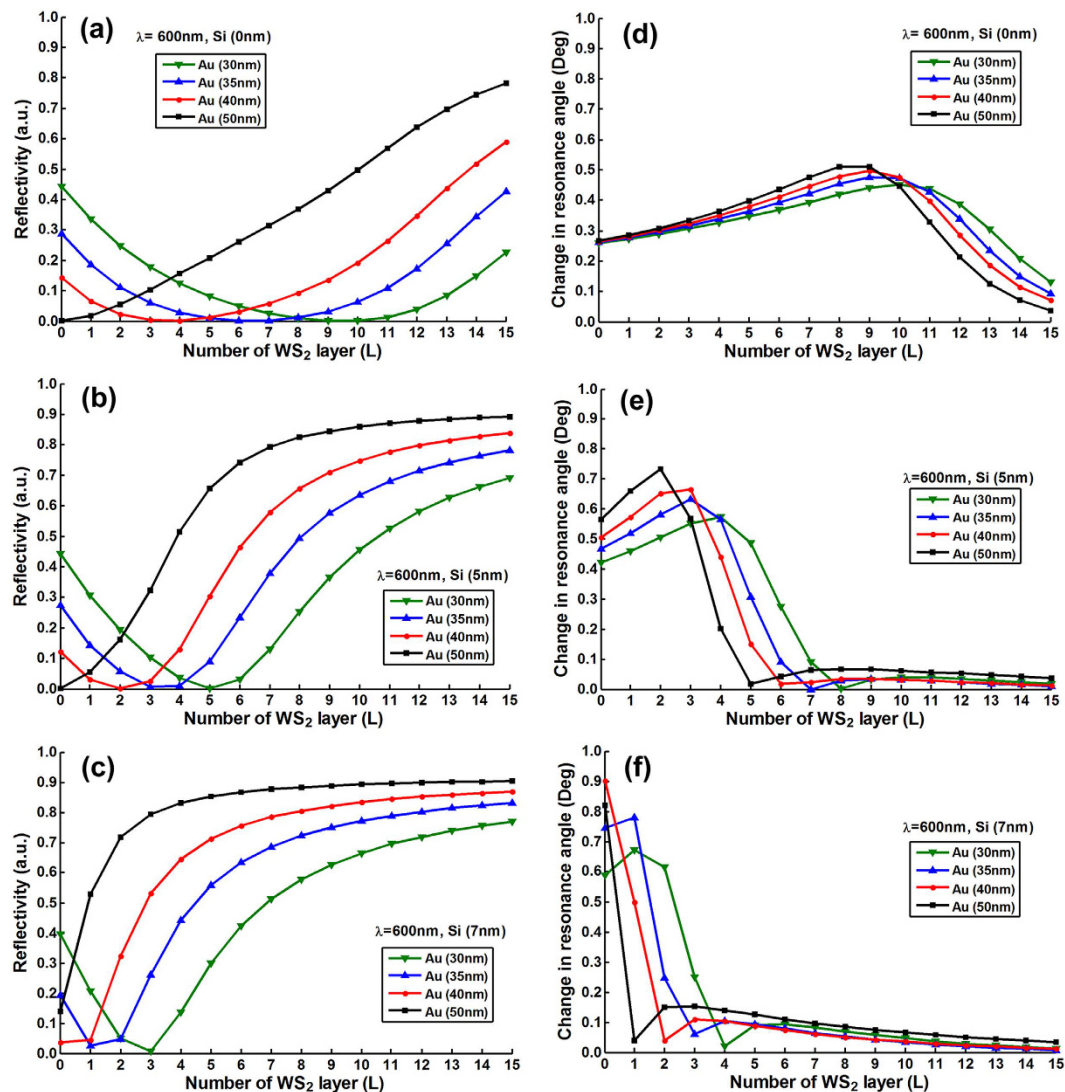 (a)
λ= 600nm, Si (0nm)
Au (30nm)
Au (35nm)
Au (40nm)
Au (50nm)
Reflectivity (a.u.)
1.0
0.9
0.8
0.7
0.6
0.5
0.4
0.3
0.2
0.1
0.0
0 1 2 3 4 5 6 7 8 9 10 11 12 13 14 15
Number of WS₂ layer (L)
(d)
λ= 600nm, Si (0nm)
Au (30nm)
Au (35nm)
Au (40nm)
Au (50nm)
Change in resonance angle (Deg)
1.0
0.9
0.8
0.7
0.6
0.5
0.4
0.3
0.2
0.1
0.0
0 1 2 3 4 5 6 7 8 9 10 11 12 13 14 15
Number of WS₂ layer (L)
(b)
λ=600nm, Si (5nm)
Au (30nm)
Au (35nm)
Au (40nm)
Au (50nm)
Reflectivity (a.u.)
1.0
0.9
0.8
0.7
0.6
0.5
0.4
0.3
0.2
0.1
0.0
0 1 2 3 4 5 6 7 8 9 10 11 12 13 14 15
Number of WS₂ layer (L)
(e)
λ=600nm, Si (5nm)
Au (30nm)
Au (35nm)
Au (40nm)
Au (50nm)
Change in resonance angle (Deg)
1.0
0.9
0.8
0.7
0.6
0.5
0.4
0.3
0.2
0.1
0.0
0 1 2 3 4 5 6 7 8 9 10 11 12 13 14 15
Number of WS₂ layer (L)
(c)
λ=600nm, Si (7nm)
Au (30nm)
Au (35nm)
Au (40nm)
Au (50nm)
Reflectivity (a.u.)
1.0
0.9
0.8
0.7
0.6
0.5
0.4
0.3
0.2
0.1
0.0
0 1 2 3 4 5 6 7 8 9 10 11 12 13 14 15
Number of WS₂ layer (L)
(f)
λ=600nm, Si (7nm)
Au (30nm)
Au (35nm)
Au (40nm)
Au (50nm)
Change in resonance angle (Deg)
1.0
0.9
0.8
0.7
0.6
0.5
0.4
0.3
0.2
0.1
0.0
0 1 2 3 4 5 6 7 8 9 10 11 12 13 14 15
Number of WS₂ layer (L)